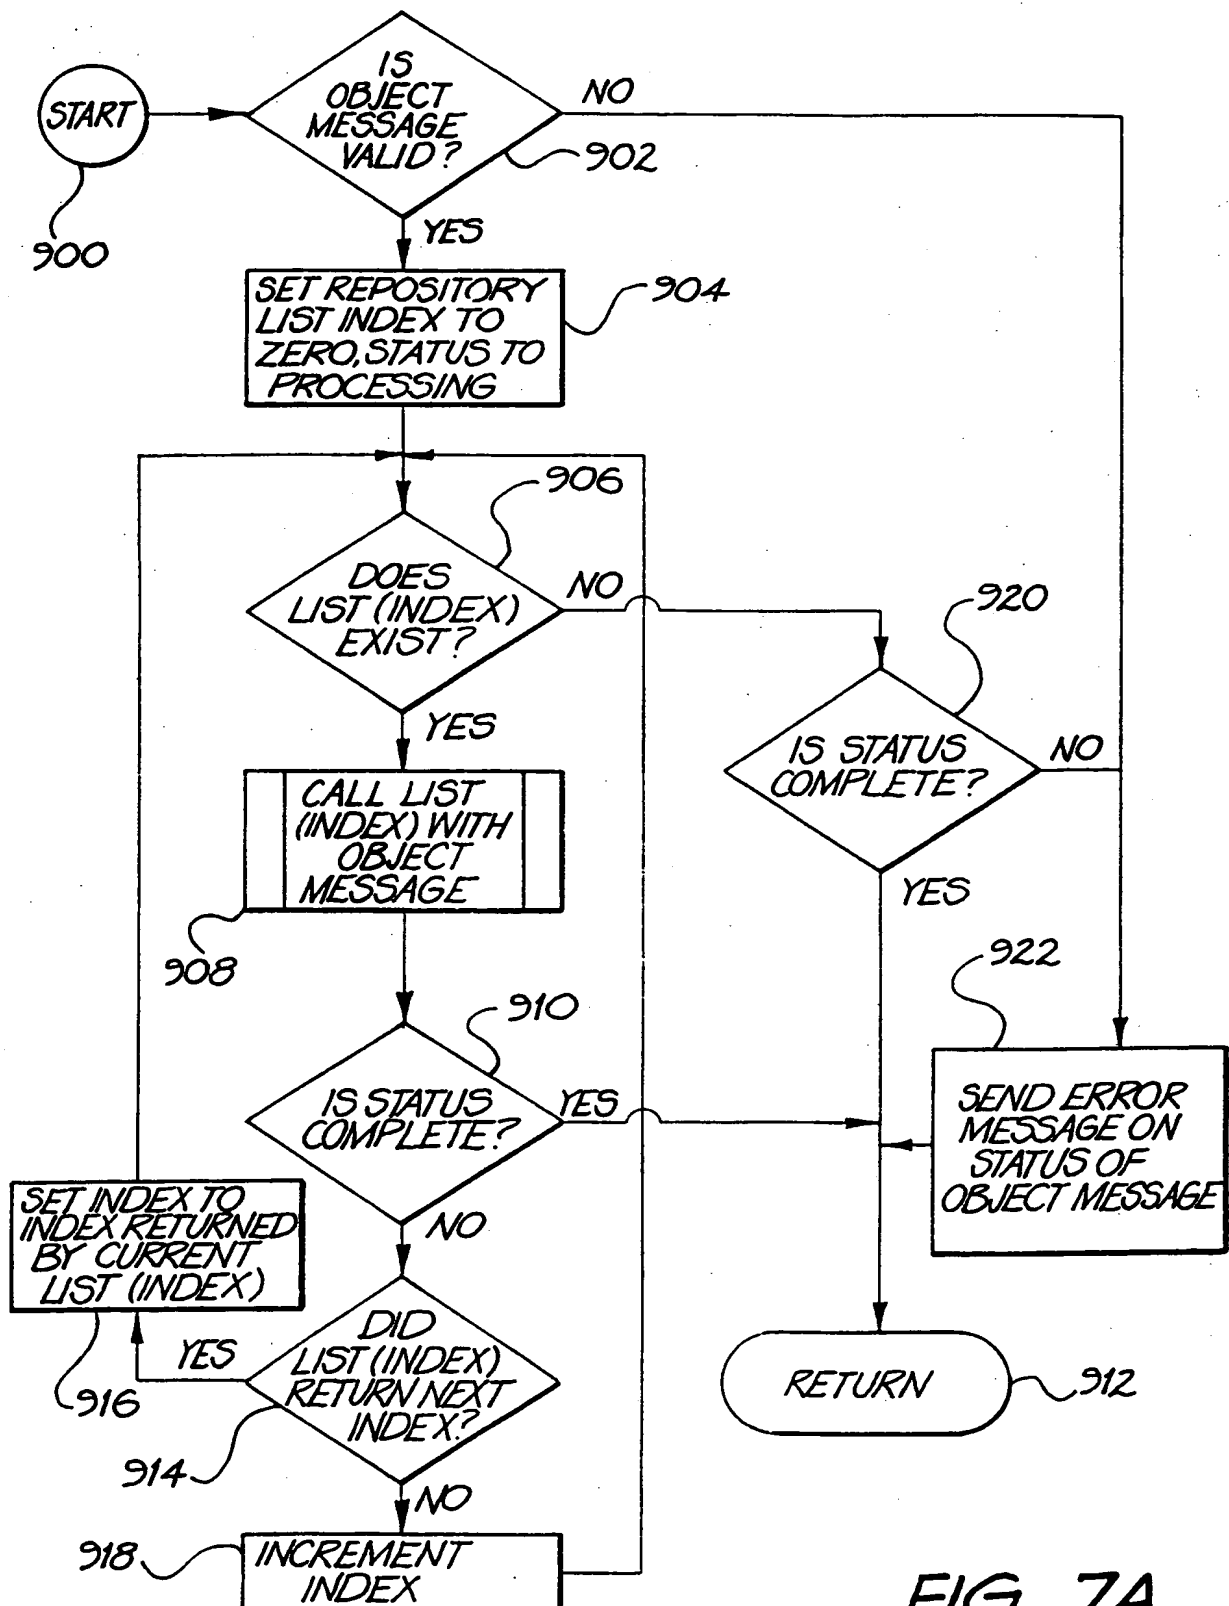 START
900
IS
OBJECT
MESSAGE
VALID?
902
NO
YES
SET REPOSITORY
LIST INDEX TO
ZERO, STATUS TO
PROCESSING
904
906
DOES
LIST (INDEX)
EXIST?
NO
YES
920
IS STATUS
COMPLETE?
NO
YES
CALL LIST
(INDEX) WITH
OBJECT
MESSAGE
908
910
IS STATUS
COMPLETE?
YES
NO
922
SEND ERROR
MESSAGE ON
STATUS OF
OBJECT MESSAGE
SET INDEX TO
INDEX RETURNED
BY CURRENT
LIST (INDEX)
916
YES
DID
LIST (INDEX)
RETURN NEXT
INDEX?
914
NO
RETURN
912
918
INCREMENT
INDEX
FIG. 7A